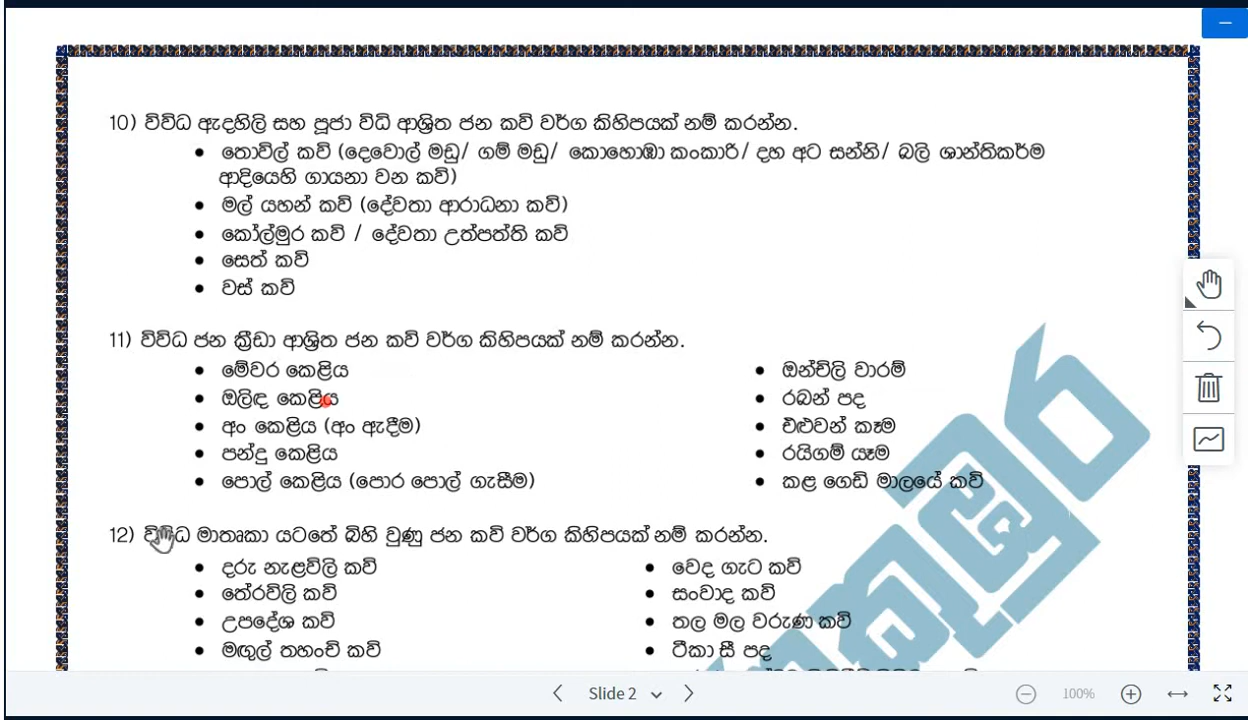 10) විවිධ ඇදහිලි සහ පූජා විධි ආශ්‍රිත ජන කවි වර්ග කිහිපයක් නම් කරන්න.
• තොවිල් කවි (දෙවොල් මඩු/ ගම් මඩු/ කොහොඹා කංකාරි/ දහ අට සන්නි/ බලි ශාන්තිකර්ම
ආදියෙහි ගායනා වන කවි)
• මල් යහන් කවි (දේවතා ආරාධනා කවි)
• කෝල්මුර කවි / දේවතා උත්පත්ති කවි
• සෙත් කවි
• වස් කවි
11) විවිධ ජන ක්‍රීඩා ආශ්‍රිත ජන කවි වර්ග කිහිපයක් නම් කරන්න.
• මේවර කෙළිය
• ඔලිඳ කෙළිය
• අං කෙළිය (අං ඇදීම)
• පන්දු කෙළිය
• පොල් කෙළිය (පොර පොල් ගැසීම)
• ඔන්චිලි වාරම්
• රබන් පද
• එළුවන් කෑම
• රයිගම් යෑම
• කළ ගෙඩි මාලයේ කවි
12) විවිධ මාතෘකා යටතේ බිහි වුණු ජන කවි වර්ග කිහිපයක් නම් කරන්න.
• දරු නැළවිලි කවි
• තේරවිලි කවි
• උපදේශ කවි
• මඟුල් තහංචි කවි
• වෙද ගැට කවි
• සංවාද කවි
• තල මල වරුණ කවි
• ටීකා සී පද
Slide 2
100%